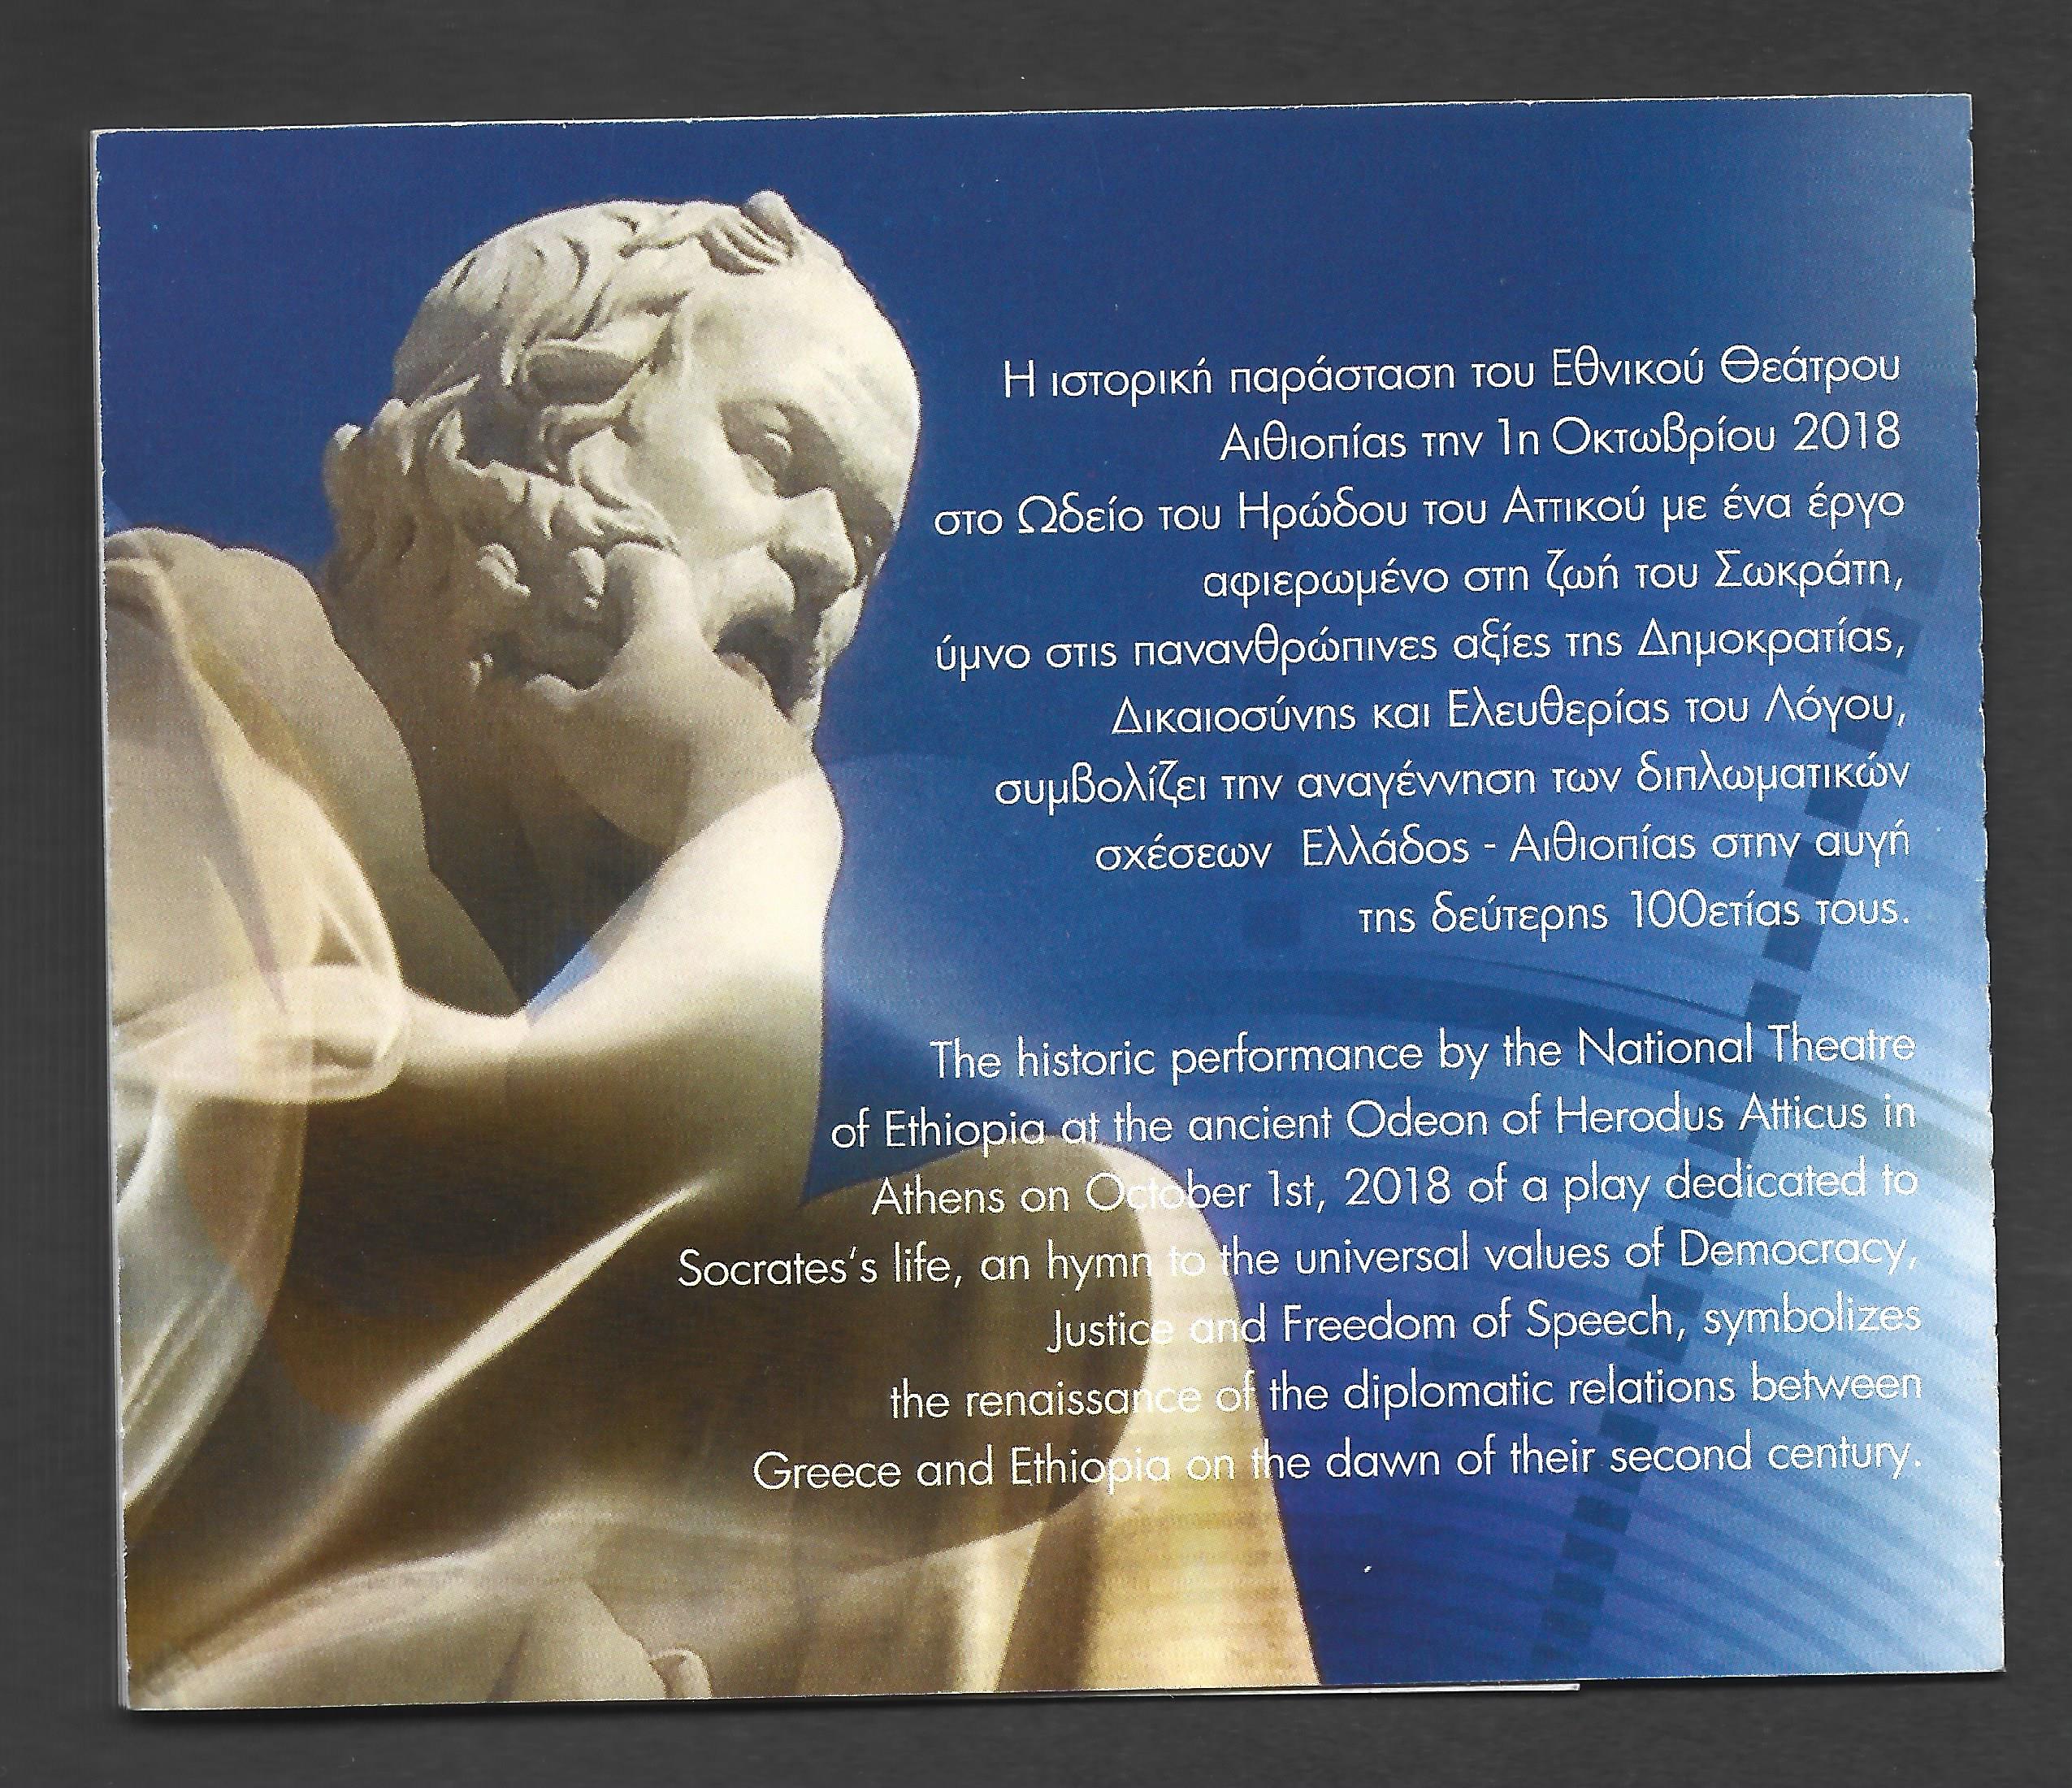 Η ιστορική παράσταση του Εθνικού Θεάτρου
Αιθιοπίας την 1η Οκτωβρίου 2018
στο Ωδείο του Ηρώδου του Αττικού με ένα έργο
αφιερωμένο στη ζωή του Σωκράτη,
ύμνο στις πανανθρώπινες αξίες της Δημοκρατίας,
Δικαιοσύνης και Ελευθερίας του Λόγου,
συμβολίζει την αναγέννηση των διπλωματικών
σχέσεων Ελλάδος - Αιθιοπίας στην αυγή
της δεύτερης 100ετίας τους.
The historic performance by the National Theatre
of Ethiopia at the ancient Odeon of Herodus Atticus in
Athens on October 1st, 2018 of a play dedicated to
Socrates‘s life, an hymn to the universal values of Democracy,
Justice and Freedom of Speech, symbolizes
the renaissance of the diplomatic relations between
Greece and Ethiopia on the dawn of their second century.